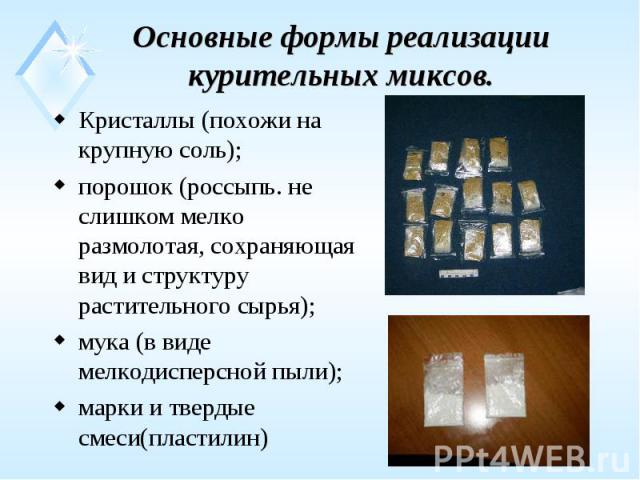 Основные формы реализации
курительных миксов.
Кристаллы (похожи на
крупную соль);
порошок (россыпь. не
слишком мелко
размолотая, сохраняющая
вид и структуру
растительного сырья);
мука (в виде
мелкодисперсной пыли);
марки и твердые
смеси(пластилин)
PPt4WEB.ru